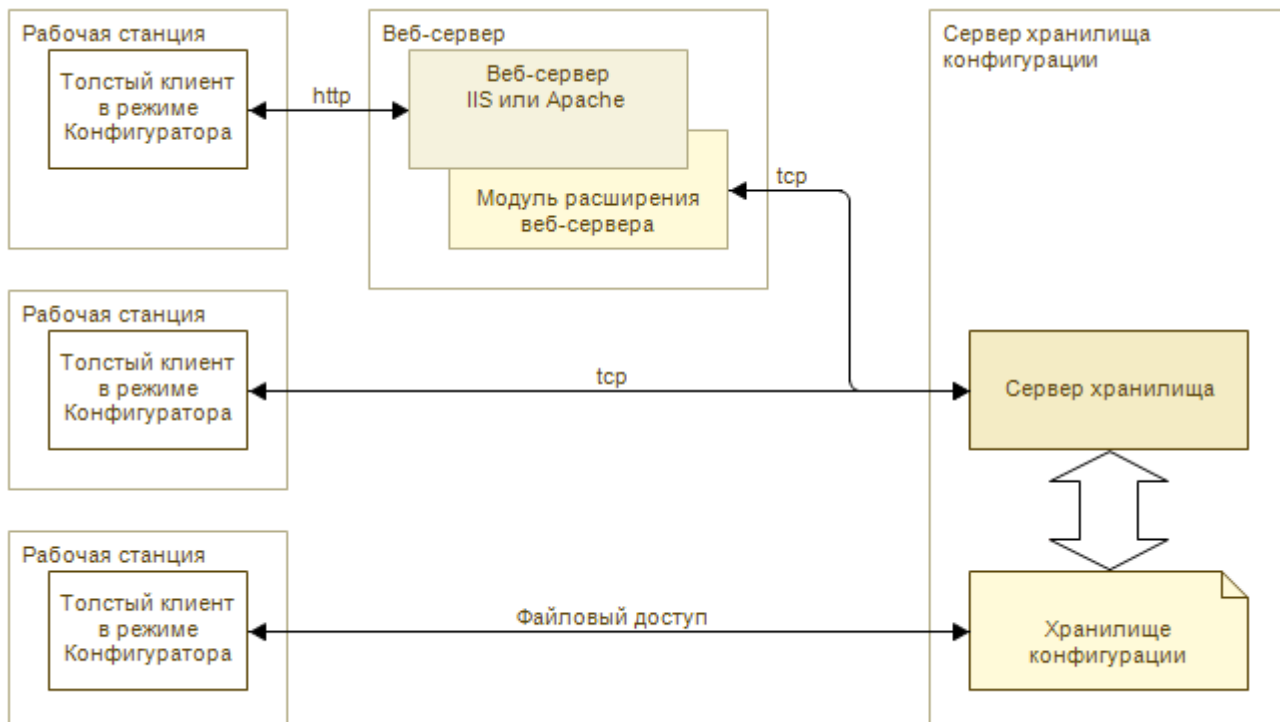 Рабочая станция
Толстый клиент
в режиме
Конфигуратора
http
Веб-сервер
Веб-сервер
IIS или Apache
Модуль расширения
веб-сервера
tcp
Сервер хранилища
конфигурации
Рабочая станция
Толстый клиент
в режиме
Конфигуратора
tcp
Сервер хранилища
Рабочая станция
Толстый клиент
в режиме
Конфигуратора
Файловый доступ
Хранилище
конфигурации